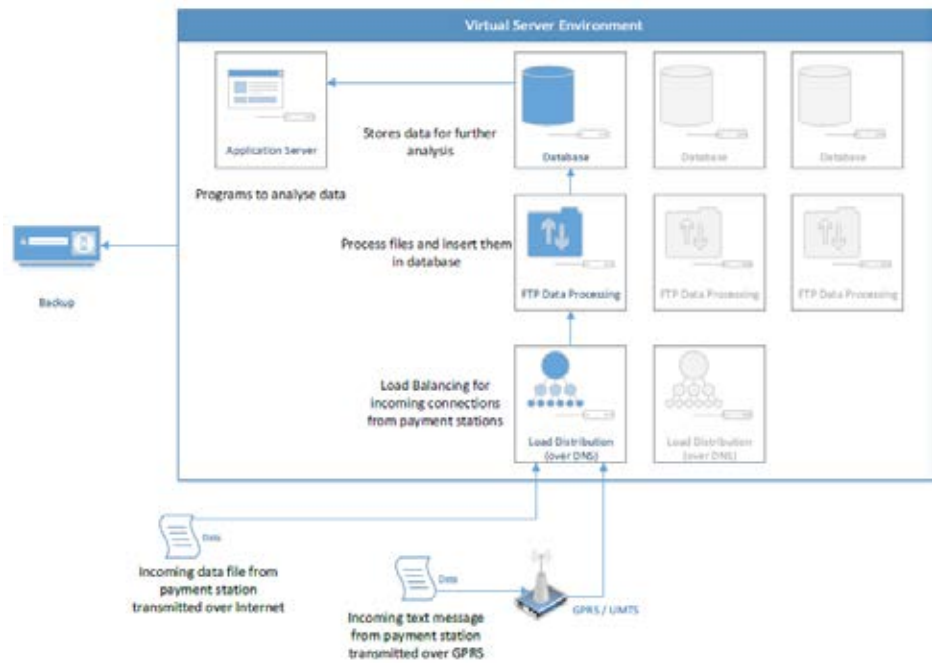 Virtual Server Environment
Application Server
Programs to analyse data
Stores data for further
analysis
Database
Database
Database
Process files and insert them
in database
FTP Data Processing
FTP Data Processing
FTP Data Processing
Backup
Load Balancing for
incoming connections
from payment stations
Load Distribution
(over DNS)
Load Distribution
(over DNS)
Data
Incoming data file from
payment station
transmitted over Internet
Data
Incoming text message
from payment station
transmitted over GPRS
GPRS / UMTS